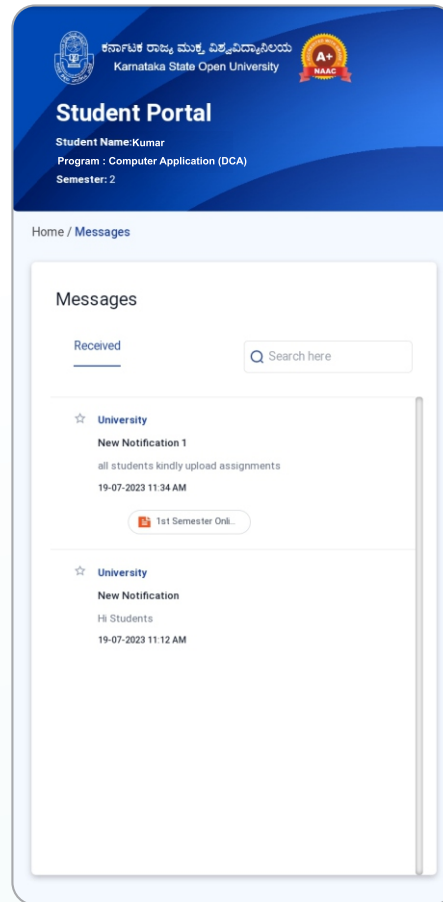 ಕರ್ನಾಟಕ ರಾಜ್ಯ ಮುಕ್ತ ವಿಶ್ವವಿದ್ಯಾನಿಲಯ
Karnataka State Open University
A+
NAAC
Student Portal
Student Name:Kumar
Program : Computer Application (DCA)
Semester: 2
Home / Messages
Messages
Received
Search here
University
New Notification 1
all students kindly upload assignments
19-07-2023 11:34 AM
1st Semester Onli..
University
New Notification
Hi Students
19-07-2023 11:12 AM